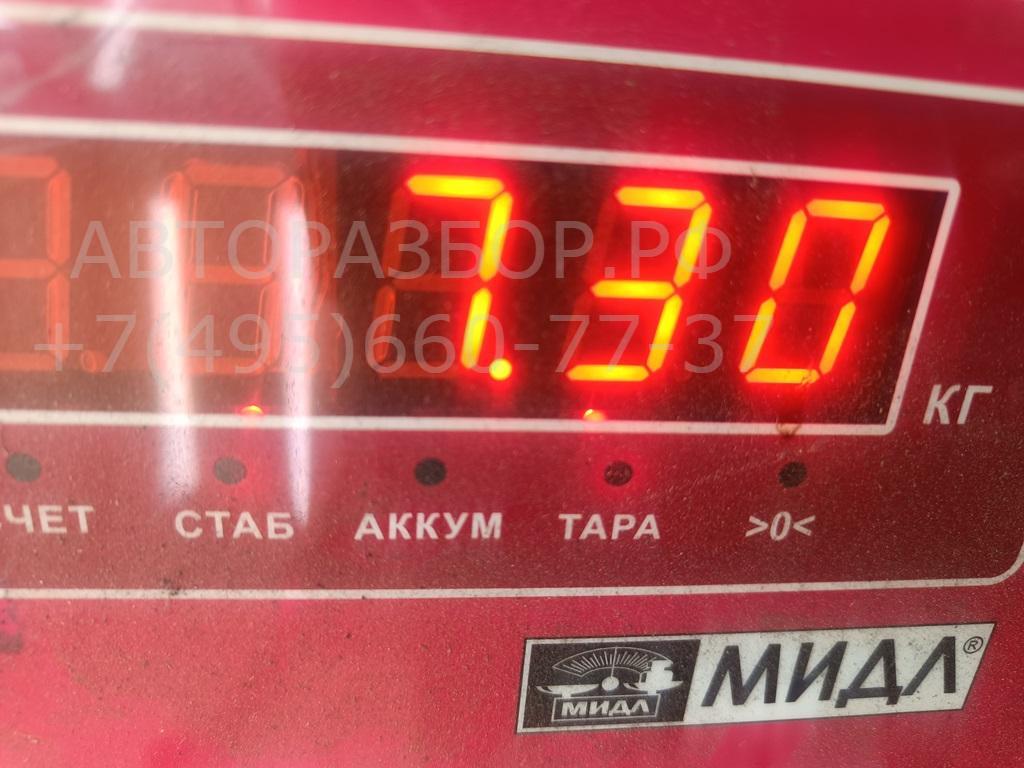 7.30
АВТОРАЗБОР.РФ
+7(495)660-77-37
КГ
ЧЕТ СТАБ АККУМ ТАРА >0<
МИДЛ МИДЛ®